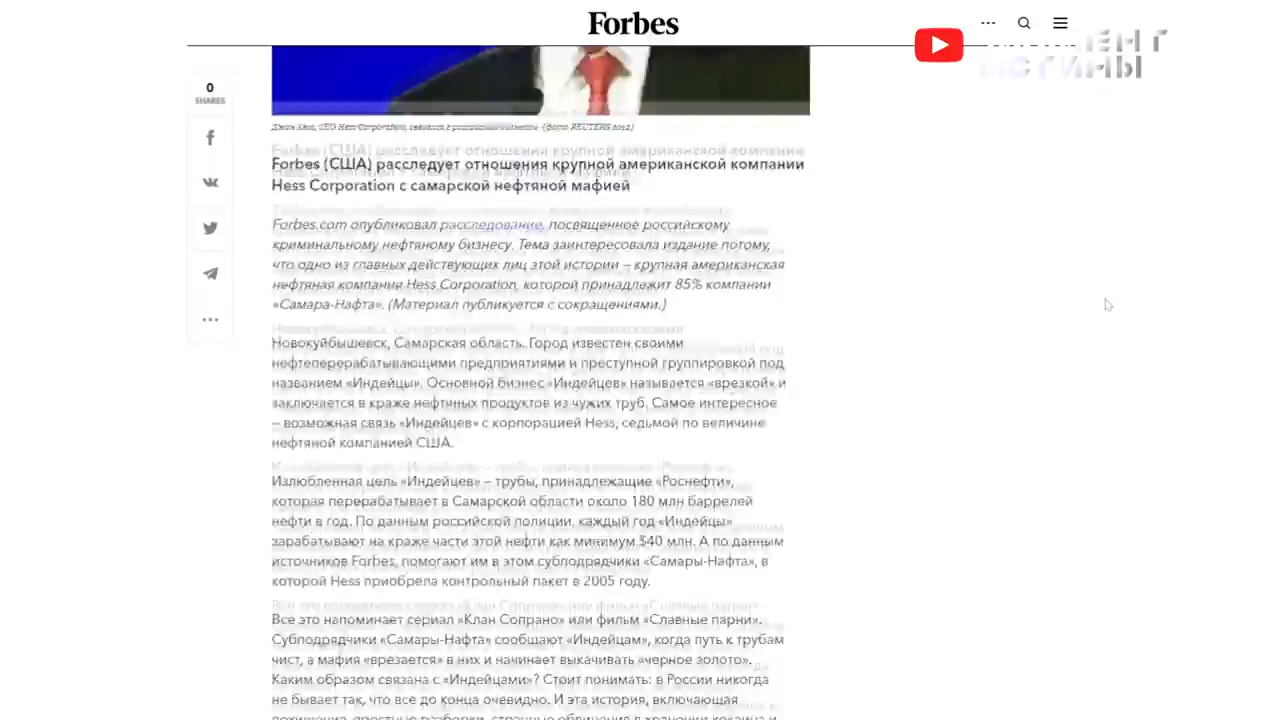 Forbes
0
SHARES
Forbes (США) расследует отношения крупной американской компании
Hess Corporation с самарской нефтяной мафией
Forbes.com опубликовал расследование, посвященное российскому
криминальному нефтяному бизнесу. Тема заинтересовала издание потому,
что одно из главных действующих лиц этой истории – крупная американская
нефтяная компания Hess Corporation, которой принадлежит 85% компании
«Самара-Нафта». (Материал публикуется с сокращениями.)
Новокуйбышевск, Самарская область. Город известен своими
нефтеперерабатывающими предприятиями и преступной группировкой под
названием «Индейцы». Основной бизнес «Индейцев» называется «врезкой» и
заключается в краже нефтяных продуктов из чужих труб. Самое интересное
– возможная связь «Индейцев» с корпорацией Hess, седьмой по величине
нефтяной компанией США.
Излюбленная цель «Индейцев» – трубы, принадлежащие «Роснефти»,
которая перерабатывает в Самарской области около 180 млн баррелей
нефти в год. По данным российской полиции, каждый год «Индейцы»
зарабатывают на краже части этой нефти как минимум $40 млн. А по данным
источников Forbes, помогают им в этом субподрядчики «Самары-Нафта», в
которой Hess приобрела контрольный пакет в 2005 году.
Все это напоминает сериал «Клан Сопрано» или фильм «Славные парни».
Субподрядчики «Самары-Нафта» сообщают «Индейцам», когда путь к трубам
чист, а мафия «врезается» в них и начинает выкачивать «черное золото».
Каким образом связана с «Индейцами»? Стоит понимать: в России никогда
не бывает так, что все до конца очевидно. И эта история, включающая